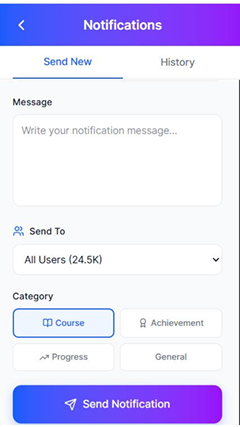 Notifications
Send New
History
Message
Write your notification message...
Send To
All Users (24.5K)
Category
Course
Achievement
Progress
General
Send Notification